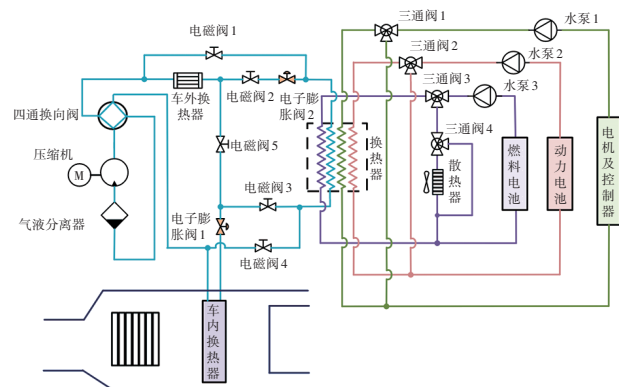 三通阀1
水泵1
电磁阀1
三通阀2
水泵2
三通阀3
水泵3
车外换
热器
电磁阀2
电子膨
胀阀2
四通换向阀
三通阀4
换热器
散热器
燃料电池
动力电池
电机及控制器
压缩机
M
电磁阀5
气液分离器
电磁阀3
电子膨
胀阀1
电磁阀4
车内换热器